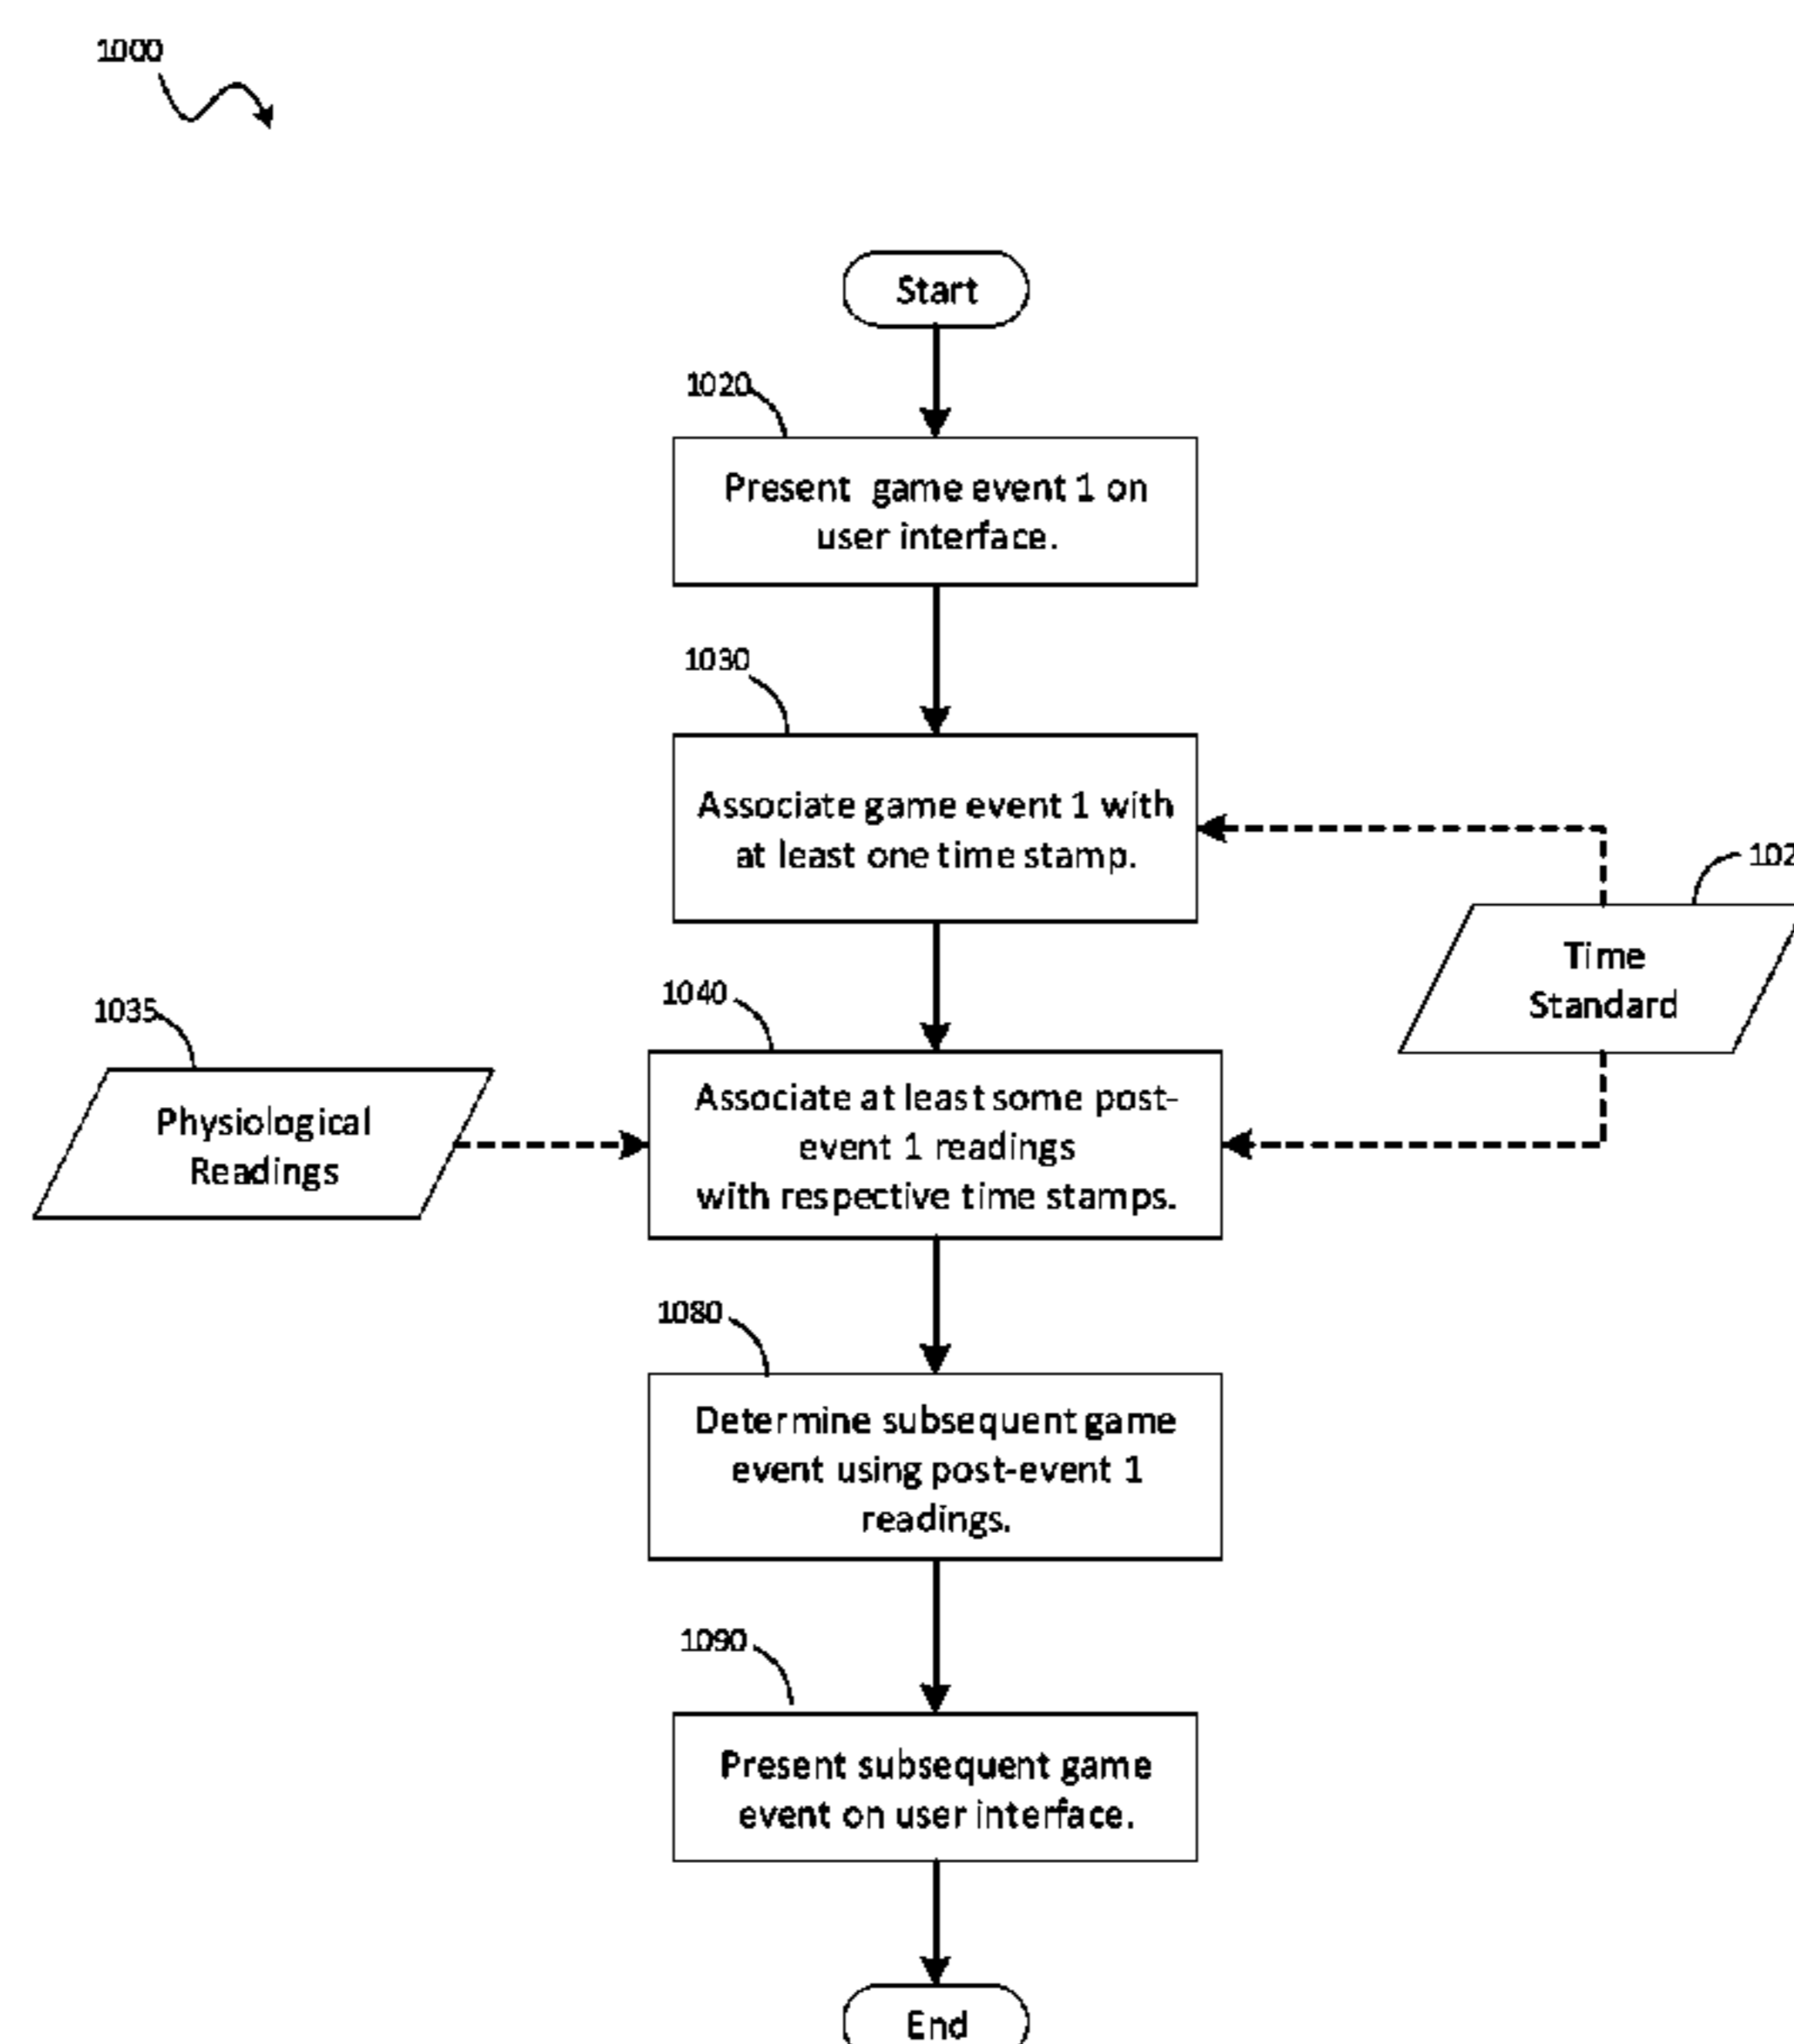 1000
Start
1020
Present game event 1 on
user interface.
1030
Associate game event 1 with
at least one time stamp.
Time
Standard
1035
Physiological
Readings
1040
Associate at least some post-
event 1 readings
with respective time stamps.
1080
Determine subsequent game
event using post-event 1
readings.
1090
Present subsequent game
event on user interface.
End